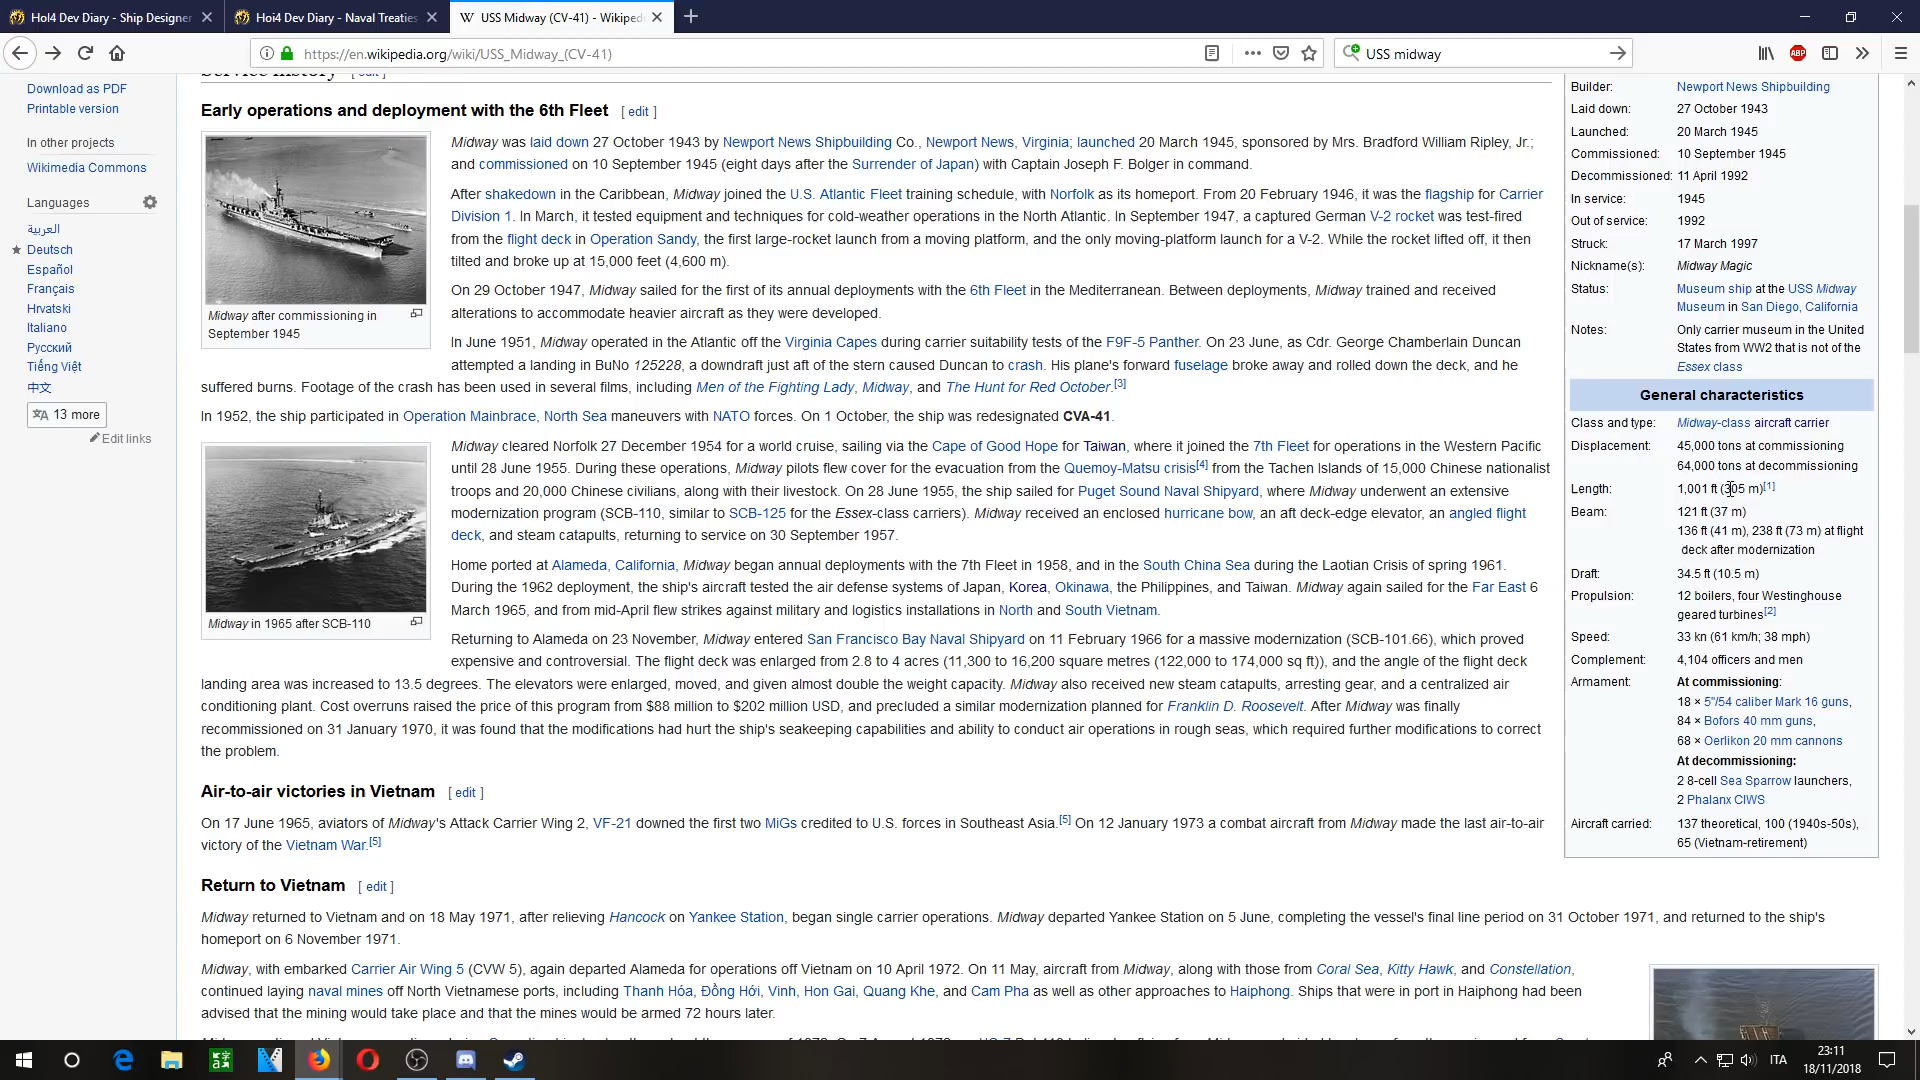 HoI4 Dev Diary - Ship Designer
HoI4 Dev Diary - Naval Treaties
USS Midway (CV-41) - Wikiped
https://en.wikipedia.org/wiki/USS_Midway_(CV-41)
USS midway
ABP
Download as PDF
Printable version
In other projects
Wikimedia Commons
Languages
العربية
Deutsch
Español
Français
Hrvatski
Italiano
Русский
Tiếng Việt
中文
13 more
Edit links
Service history [ edit ]
Early operations and deployment with the 6th Fleet [ edit ]
Midway after commissioning in
September 1945
Midway was laid down 27 October 1943 by Newport News Shipbuilding Co., Newport News, Virginia; launched 20 March 1945, sponsored by Mrs. Bradford William Ripley, Jr.;
and commissioned on 10 September 1945 (eight days after the Surrender of Japan) with Captain Joseph F. Bolger in command.
After shakedown in the Caribbean, Midway joined the U.S. Atlantic Fleet training schedule, with Norfolk as its homeport. From 20 February 1946, it was the flagship for Carrier
Division 1. In March, it tested equipment and techniques for cold-weather operations in the North Atlantic. In September 1947, a captured German V-2 rocket was test-fired
from the flight deck in Operation Sandy, the first large-rocket launch from a moving platform, and the only moving-platform launch for a V-2. While the rocket lifted off, it then
tilted and broke up at 15,000 feet (4,600 m).
On 29 October 1947, Midway sailed for the first of its annual deployments with the 6th Fleet in the Mediterranean. Between deployments, Midway trained and received
alterations to accommodate heavier aircraft as they were developed.
In June 1951, Midway operated in the Atlantic off the Virginia Capes during carrier suitability tests of the F9F-5 Panther. On 23 June, as Cdr. George Chamberlain Duncan
attempted a landing in BuNo 125228, a downdraft just aft of the stern caused Duncan to crash. His plane's forward fuselage broke away and rolled down the deck, and he
suffered burns. Footage of the crash has been used in several films, including Men of the Fighting Lady, Midway, and The Hunt for Red October.[3]
In 1952, the ship participated in Operation Mainbrace, North Sea maneuvers with NATO forces. On 1 October, the ship was redesignated CVA-41.
Midway in 1965 after SCB-110
Midway cleared Norfolk 27 December 1954 for a world cruise, sailing via the Cape of Good Hope for Taiwan, where it joined the 7th Fleet for operations in the Western Pacific
until 28 June 1955. During these operations, Midway pilots flew cover for the evacuation from the Quemoy-Matsu crisis[4] from the Tachen Islands of 15,000 Chinese nationalist
troops and 20,000 Chinese civilians, along with their livestock. On 28 June 1955, the ship sailed for Puget Sound Naval Shipyard, where Midway underwent an extensive
modernization program (SCB-110, similar to SCB-125 for the Essex-class carriers). Midway received an enclosed hurricane bow, an aft deck-edge elevator, an angled flight
deck, and steam catapults, returning to service on 30 September 1957.
Home ported at Alameda, California, Midway began annual deployments with the 7th Fleet in 1958, and in the South China Sea during the Laotian Crisis of spring 1961.
During the 1962 deployment, the ship's aircraft tested the air defense systems of Japan, Korea, Okinawa, the Philippines, and Taiwan. Midway again sailed for the Far East 6
March 1965, and from mid-April flew strikes against military and logistics installations in North and South Vietnam.
Returning to Alameda on 23 November, Midway entered San Francisco Bay Naval Shipyard on 11 February 1966 for a massive modernization (SCB-101.66), which proved
expensive and controversial. The flight deck was enlarged from 2.8 to 4 acres (11,300 to 16,200 square metres (122,000 to 174,000 sq ft)), and the angle of the flight deck
landing area was increased to 13.5 degrees. The elevators were enlarged, moved, and given almost double the weight capacity. Midway also received new steam catapults, arresting gear, and a centralized air
conditioning plant. Cost overruns raised the price of this program from $88 million to $202 million USD, and precluded a similar modernization planned for Franklin D. Roosevelt. After Midway was finally
recommissioned on 31 January 1970, it was found that the modifications had hurt the ship's seakeeping capabilities and ability to conduct air operations in rough seas, which required further modifications to correct
the problem.
Air-to-air victories in Vietnam [ edit ]
On 17 June 1965, aviators of Midway's Attack Carrier Wing 2, VF-21 downed the first two MiGs credited to U.S. forces in Southeast Asia.[5] On 12 January 1973 a combat aircraft from Midway made the last air-to-air
victory of the Vietnam War.[5]
Return to Vietnam [ edit ]
Midway returned to Vietnam and on 18 May 1971, after relieving Hancock on Yankee Station, began single carrier operations. Midway departed Yankee Station on 5 June, completing the vessel's final line period on 31 October 1971, and returned to the ship's
homeport on 6 November 1971.
Midway, with embarked Carrier Air Wing 5 (CVW 5), again departed Alameda for operations off Vietnam on 10 April 1972. On 11 May, aircraft from Midway, along with those from Coral Sea, Kitty Hawk, and Constellation,
continued laying naval mines off North Vietnamese ports, including Thanh Hóa, Đồng Hới, Vinh, Hon Gai, Quang Khe, and Cam Pha as well as other approaches to Haiphong. Ships that were in port in Haiphong had been
advised that the mining would take place and that the mines would be armed 72 hours later.
Builder: Newport News Shipbuilding
Laid down: 27 October 1943
Launched: 20 March 1945
Commissioned: 10 September 1945
Decommissioned: 11 April 1992
In service: 1945
Out of service: 1992
Struck: 17 March 1997
Nickname(s): Midway Magic
Status: Museum ship at the USS Midway
Museum in San Diego, California
Notes: Only carrier museum in the United
States from WW2 that is not of the
Essex class
General characteristics
Class and type: Midway-class aircraft carrier
Displacement: 45,000 tons at commissioning
64,000 tons at decommissioning
Length: 1,001 ft (305 m)[1]
Beam: 121 ft (37 m)
136 ft (41 m), 238 ft (73 m) at flight
deck after modernization
Draft: 34.5 ft (10.5 m)
Propulsion: 12 boilers, four Westinghouse
geared turbines[2]
Speed: 33 kn (61 km/h; 38 mph)
Complement: 4,104 officers and men
Armament: At commissioning:
18 × 5"/54 caliber Mark 16 guns,
84 × Bofors 40 mm guns,
68 × Oerlikon 20 mm cannons
At decommissioning:
2 8-cell Sea Sparrow launchers,
2 Phalanx CIWS
Aircraft carried: 137 theoretical, 100 (1940s-50s),
65 (Vietnam-retirement)
ITA
23:11
18/11/2018